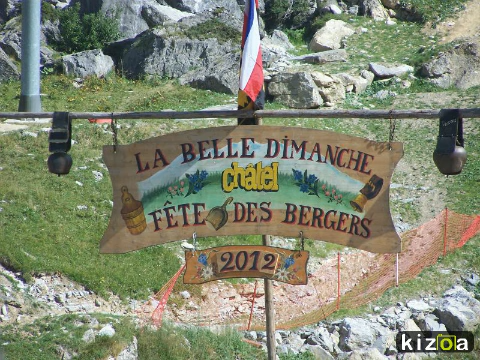 LA BELLE DIMANCHE
chatel
FÊTE DES BERGERS
2012
kizoa